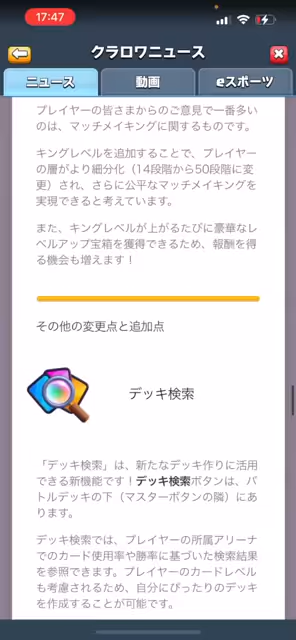 17:47
クラロワニュース
ニュース
動画
eスポーツ
プレイヤーの皆さまからのご意見で一番多い
のは、マッチメイキングに関するものです。
キングレベルを追加することで、プレイヤー
の層がより細分化（14段階から50段階に変
更）され、さらに公平なマッチメイキングを
実現できると考えています。
また、キングレベルが上がるたびに豪華なレ
ベルアップ宝箱を獲得できるため、報酬を得
る機会も増えます！
その他の変更点と追加点
デッキ検索
「デッキ検索」は、新たなデッキ作りに活用
できる新機能です！デッキ検索ボタンは、バ
トルデッキの下（マスターボタンの隣）にあ
ります。
デッキ検索では、プレイヤーの所属アリーナ
でのカード使用率や勝率に基づいた検索結果
を参照できます。プレイヤーのカードレベル
も考慮されるため、自分にぴったりのデッキ
を作成することが可能です。